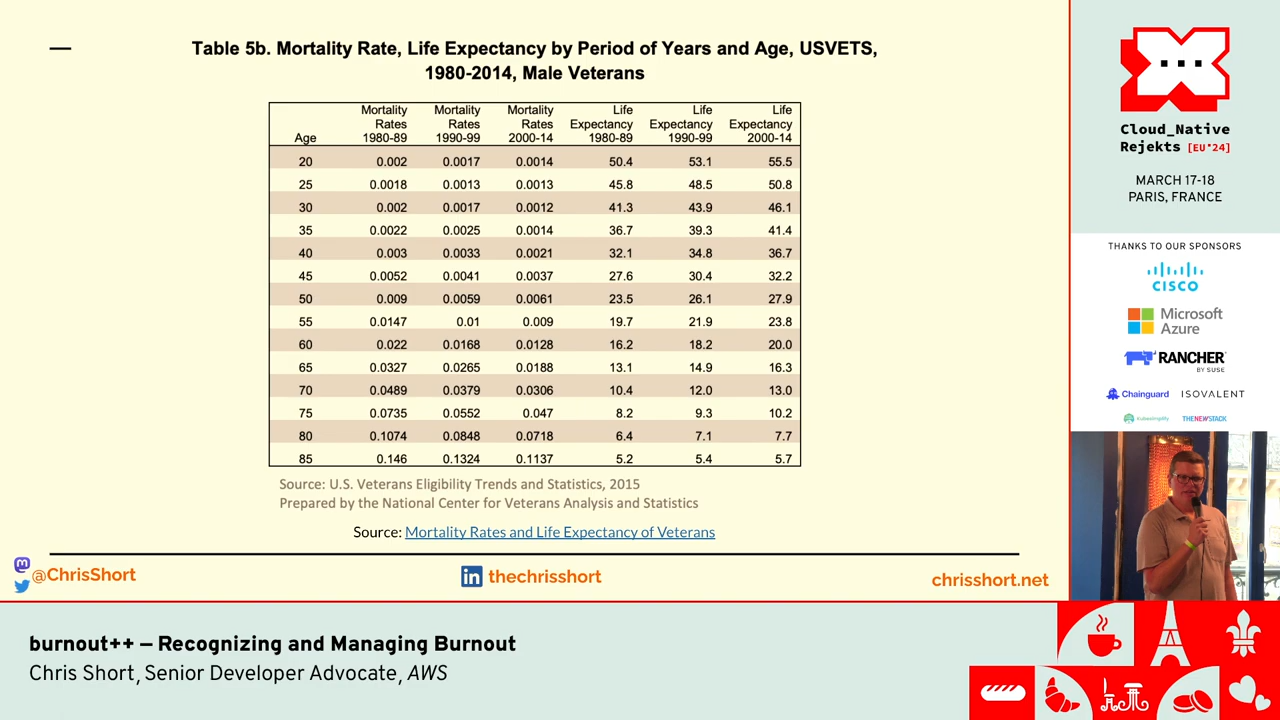 Table 5b. Mortality Rate, Life Expectancy by Period of Years and Age, USVETS,
1980-2014, Male Veterans
Age Mortality Rates 1980-89 Mortality Rates 1990-99 Mortality Rates 2000-14 Life Expectancy 1980-89 Life Expectancy 1990-99 Life Expectancy 2000-14
20 0.002 0.0017 0.0014 50.4 53.1 55.5
25 0.0018 0.0013 0.0013 45.8 48.5 50.8
30 0.002 0.0017 0.0012 41.3 43.9 46.1
35 0.0022 0.0025 0.0014 36.7 39.3 41.4
40 0.003 0.0033 0.0021 32.1 34.8 36.7
45 0.0052 0.0041 0.0037 27.6 30.4 32.2
50 0.009 0.0059 0.0061 23.5 26.1 27.9
55 0.0147 0.01 0.009 19.7 21.9 23.8
60 0.022 0.0168 0.0128 16.2 18.2 20.0
65 0.0327 0.0265 0.0188 13.1 14.9 16.3
70 0.0489 0.0379 0.0306 10.4 12.0 13.0
75 0.0735 0.0552 0.047 8.2 9.3 10.2
80 0.1074 0.0848 0.0718 6.4 7.1 7.7
85 0.146 0.1324 0.1137 5.2 5.4 5.7
Source: U.S. Veterans Eligibility Trends and Statistics, 2015
Prepared by the National Center for Veterans Analysis and Statistics
Source: Mortality Rates and Life Expectancy of Veterans
@ChrisShort
in thechrisshort
chrisshort.net
Cloud_Native
Rejekts [EU'24]
MARCH 17-18
PARIS, FRANCE
THANKS TO OUR SPONSORS
CISCO
Microsoft
Azure
RANCHER
BY SUSE
Chainguard
ISOVALENT
Kubesimplify
THENEWSTACK
burnout++ – Recognizing and Managing Burnout
Chris Short, Senior Developer Advocate, AWS